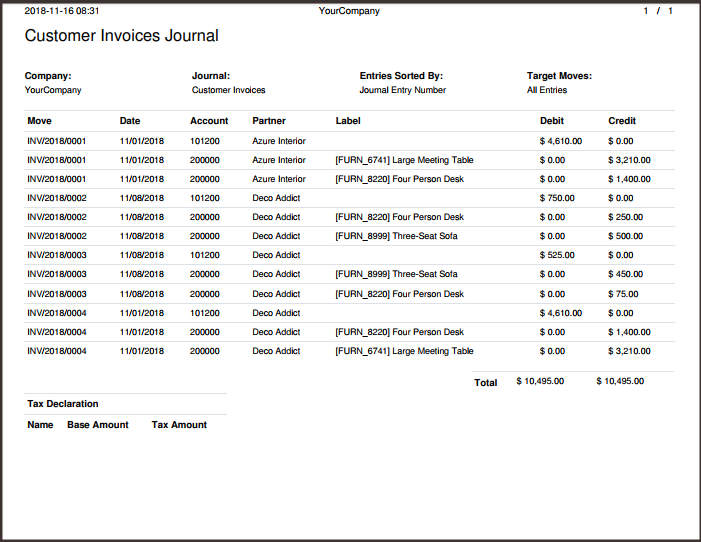 2018-11-16 08:31 YourCompany 1 / 1
Customer Invoices Journal
Company: Journal: Entries Sorted By: Target Moves:
YourCompany Customer Invoices Journal Entry Number All Entries
Move Date Account Partner Label Debit Credit
INV/2018/0001 11/01/2018 101200 Azure Interior $ 4,610.00 $ 0.00
INV/2018/0001 11/01/2018 200000 Azure Interior [FURN_6741] Large Meeting Table $ 0.00 $ 3,210.00
INV/2018/0001 11/01/2018 200000 Azure Interior [FURN_8220] Four Person Desk $ 0.00 $ 1,400.00
INV/2018/0002 11/08/2018 101200 Deco Addict $ 750.00 $ 0.00
INV/2018/0002 11/08/2018 200000 Deco Addict [FURN_8220] Four Person Desk $ 0.00 $ 250.00
INV/2018/0002 11/08/2018 200000 Deco Addict [FURN_8999] Three-Seat Sofa $ 0.00 $ 500.00
INV/2018/0003 11/08/2018 101200 Deco Addict $ 525.00 $ 0.00
INV/2018/0003 11/08/2018 200000 Deco Addict [FURN_8999] Three-Seat Sofa $ 0.00 $ 450.00
INV/2018/0003 11/08/2018 200000 Deco Addict [FURN_8220] Four Person Desk $ 0.00 $ 75.00
INV/2018/0004 11/01/2018 101200 Deco Addict $ 4,610.00 $ 0.00
INV/2018/0004 11/01/2018 200000 Deco Addict [FURN_8220] Four Person Desk $ 0.00 $ 1,400.00
INV/2018/0004 11/01/2018 200000 Deco Addict [FURN_6741] Large Meeting Table $ 0.00 $ 3,210.00
Total $ 10,495.00 $ 10,495.00
Tax Declaration
Name Base Amount Tax Amount